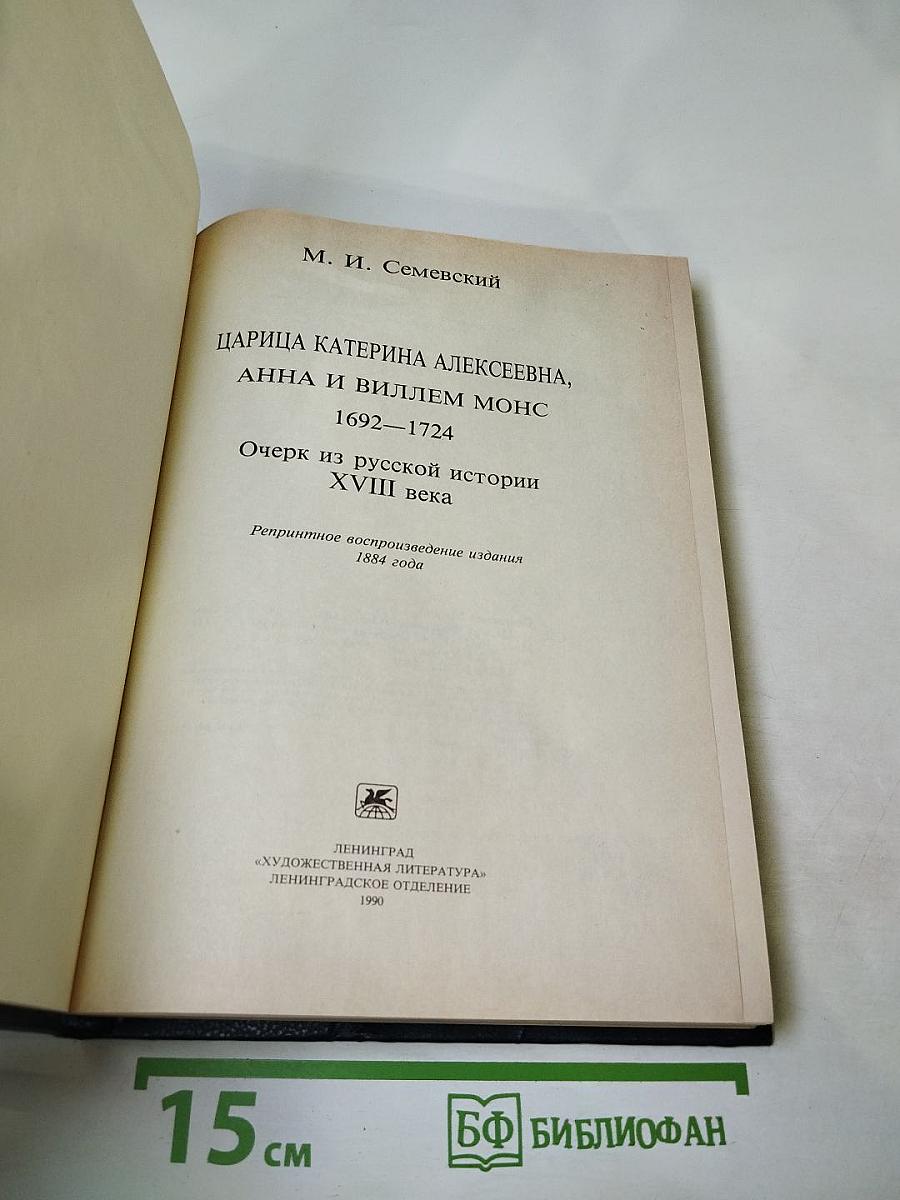 М. И. Семевский
ЦАРИЦА КАТЕРИНА АЛЕКСЕЕВНА,
АННА И ВИЛЛЕМ МОНС
1692—1724
Очерк из русской истории
XVIII века
Репринтное воспроизведение издания
1884 года
ЛЕНИНГРАД
«ХУДОЖЕСТВЕННАЯ ЛИТЕРАТУРА»
ЛЕНИНГРАДСКОЕ ОТДЕЛЕНИЕ
1990
15 см
БФ БИБЛИОФАН